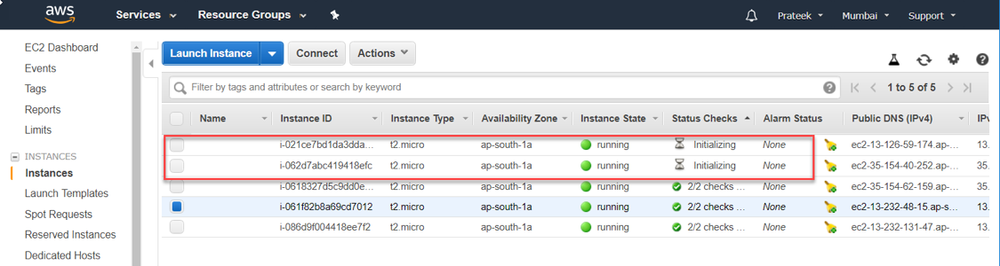 aws Services Resource Groups Prateek Mumbai Support
EC2 Dashboard
Events
Tags
Reports
Limits
INSTANCES
Instances
Launch Templates
Spot Requests
Reserved Instances
Dedicated Hosts
Launch Instance Connect Actions
Filter by tags and attributes or search by keyword 1 to 5 of 5
Name Instance ID Instance Type Availability Zone Instance State Status Checks Alarm Status Public DNS (IPv4) IPv
i-021ce7bd1da3dda... t2.micro ap-south-1a running Initializing None ec2-13-126-59-174.ap-... 13.
i-062d7abc419418efc t2.micro ap-south-1a running Initializing None ec2-35-154-40-252.ap-... 35.
i-0618327d5c9dd0e... t2.micro ap-south-1a running 2/2 checks ... None ec2-35-154-62-159.ap-... 35.
i-061f82b8a69cd7012 t2.micro ap-south-1a running 2/2 checks ... None ec2-13-232-48-15.ap-s... 13.
i-086d9f004418ee7f2 t2.micro ap-south-1a running 2/2 checks ... None ec2-13-232-131-47.ap-... 13.